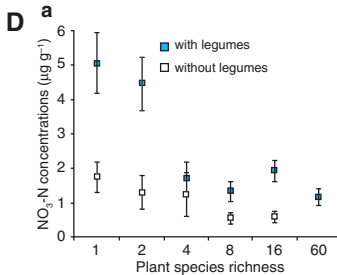 D a
6
with legumes
without legumes
5
4
3
2
1
0
NO₃-N concentrations (µg g⁻¹)
1 2 4 8 16 60
Plant species richness